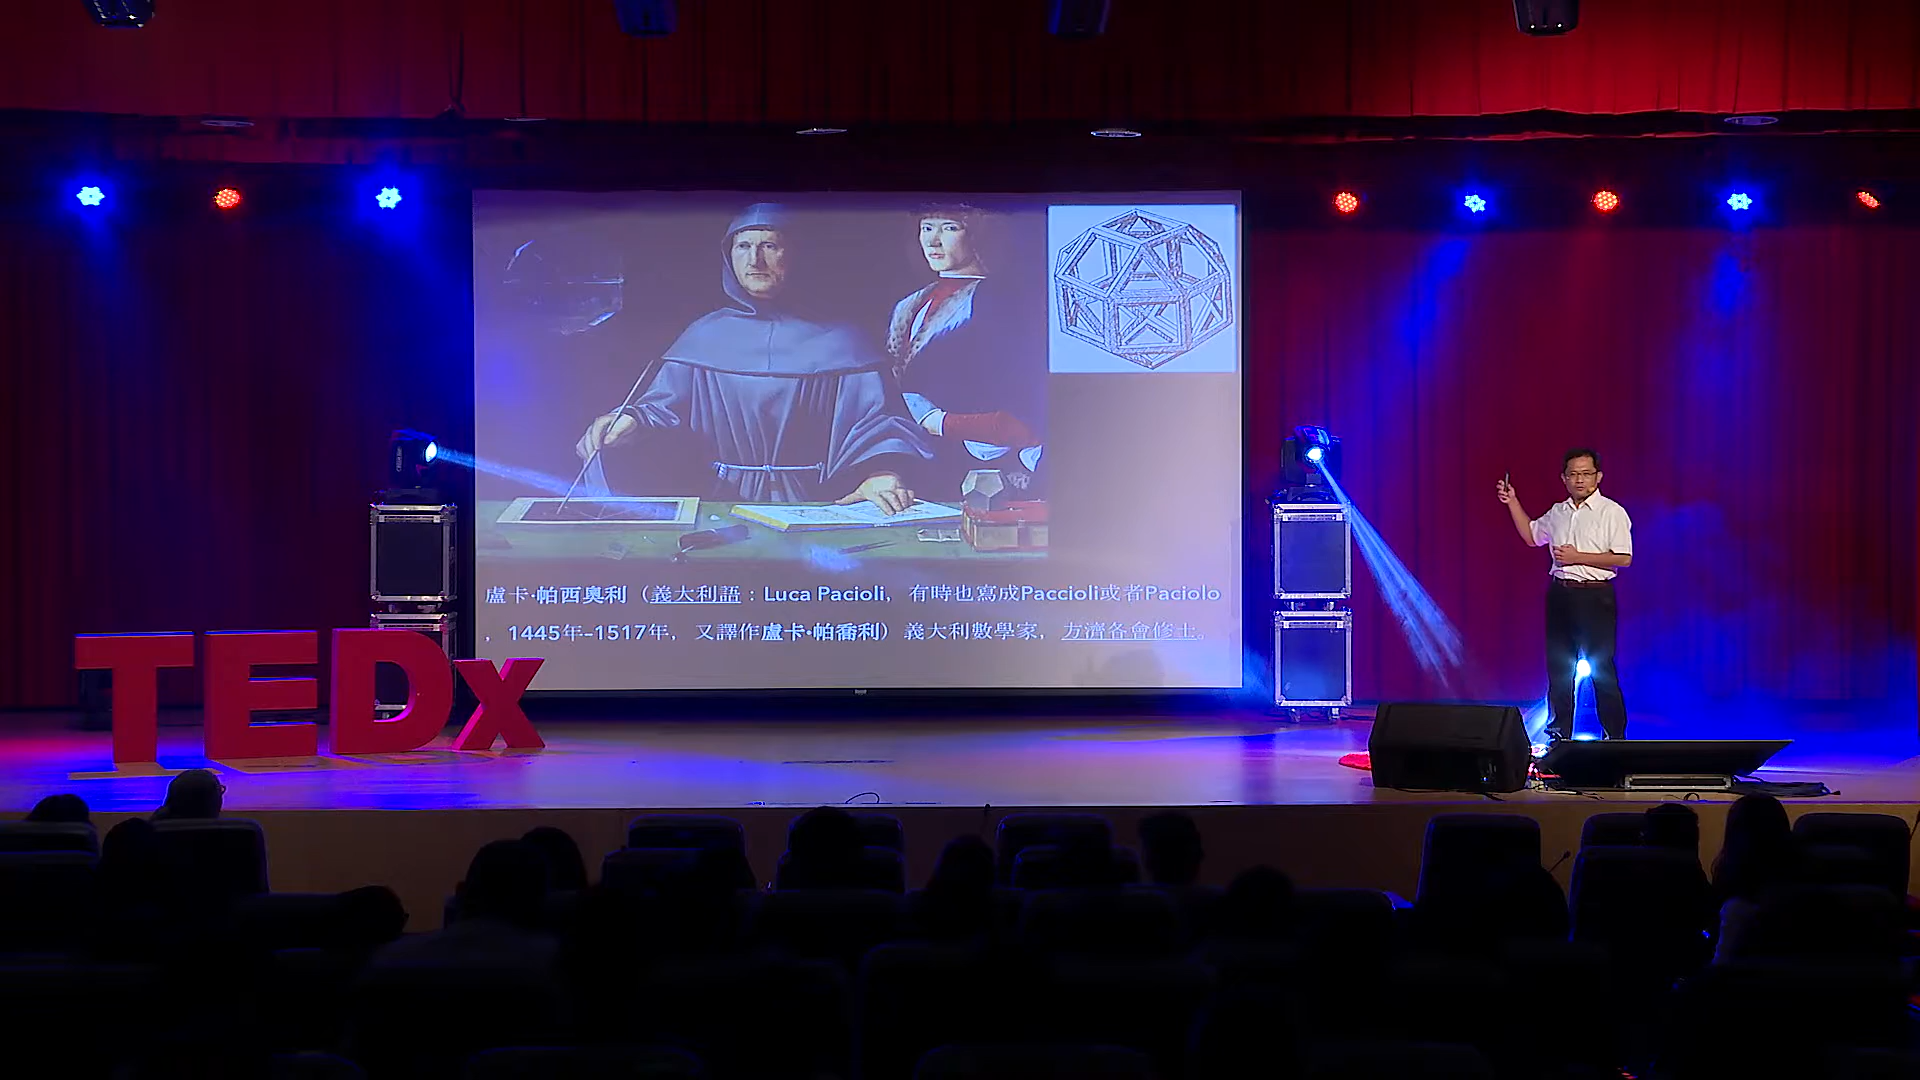 盧卡·帕西奧利（義大利語：Luca Pacioli，有時也寫成Paccioli或者Paciolo
，1445年–1517年，又譯作盧卡·帕喬利）義大利數學家，方濟各會修士。
TEDx